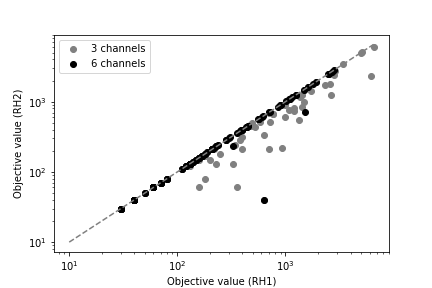 3 channels
6 channels
Objective value (RH2)
10³
10²
10¹
10¹ 10² 10³
Objective value (RH1)